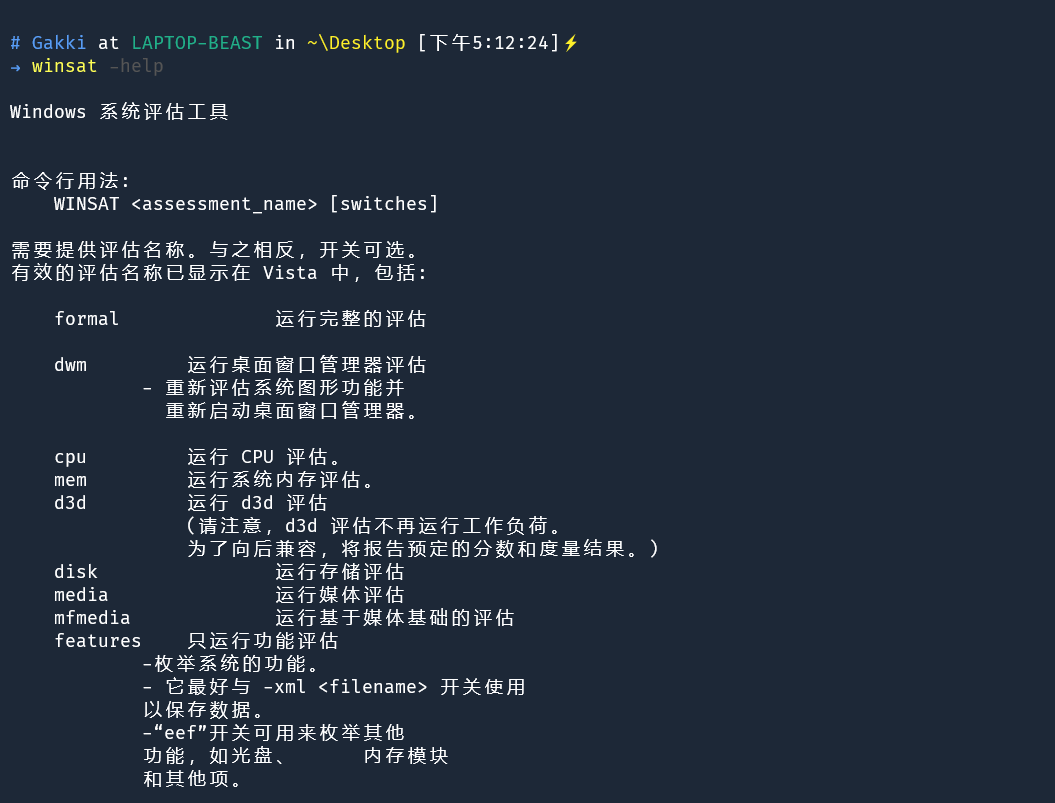 # Gakki at LAPTOP-BEAST in ~\Desktop [下午5:12:24]⚡
→ winsat -help
Windows 系统评估工具
命令行用法:
WINSAT <assessment_name> [switches]
需要提供评估名称。与之相反，开关可选。
有效的评估名称已显示在 Vista 中，包括:
formal 运行完整的评估
dwm 运行桌面窗口管理器评估
- 重新评估系统图形功能并
重新启动桌面窗口管理器。
cpu 运行 CPU 评估。
mem 运行系统内存评估。
d3d 运行 d3d 评估
(请注意，d3d 评估不再运行工作负荷。
为了向后兼容，将报告预定的分数和度量结果。)
disk 运行存储评估
media 运行媒体评估
mfmedia 运行基于媒体基础的评估
features 只运行功能评估
-枚举系统的功能。
- 它最好与 -xml <filename> 开关使用
以保存数据。
-“eef”开关可用来枚举其他
功能，如光盘、 内存模块
和其他项。